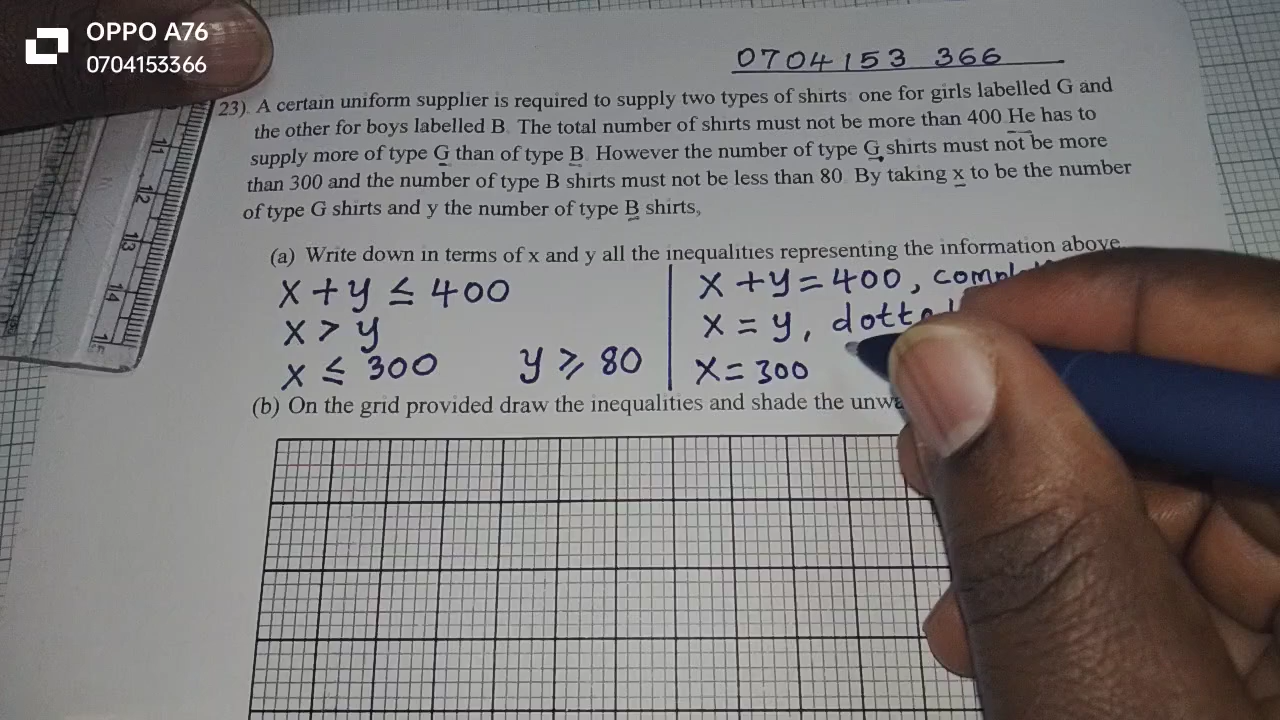 OPPO A76
0704153366
0704 153 366
23). A certain uniform supplier is required to supply two types of shirts one for girls labelled G and
the other for boys labelled B. The total number of shirts must not be more than 400 He has to
supply more of type G than of type B. However the number of type G shirts must not be more
than 300 and the number of type B shirts must not be less than 80. By taking x to be the number
of type G shirts and y the number of type B shirts,
(a) Write down in terms of x and y all the inequalities representing the information above.
x + y ≤ 400
x > y
x ≤ 300 y ≥ 80
x + y = 400,
x = y,
x = 300
(b) On the grid provided draw the inequalities and shade the
11
12
13
14